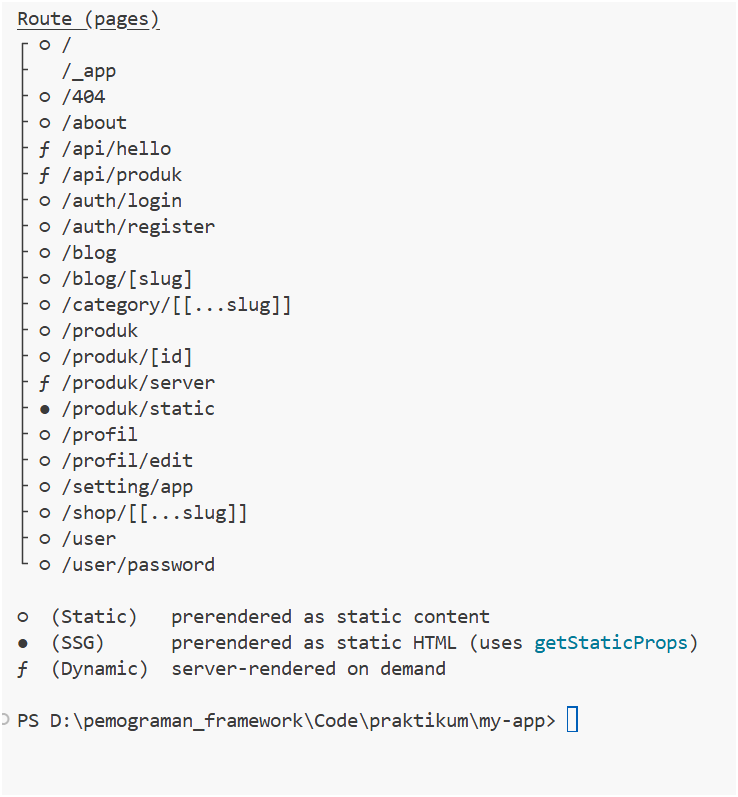 Route (pages)
┌ ○ /
├   /_app
├ ○ /404
├ ○ /about
├ ƒ /api/hello
├ ƒ /api/produk
├ ○ /auth/login
├ ○ /auth/register
├ ○ /blog
├ ○ /blog/[slug]
├ ○ /category/[[...slug]]
├ ○ /produk
├ ○ /produk/[id]
├ ƒ /produk/server
├ ● /produk/static
├ ○ /profil
├ ○ /profil/edit
├ ○ /setting/app
├ ○ /shop/[[...slug]]
├ ○ /user
└ ○ /user/password
○  (Static)   prerendered as static content
●  (SSG)      prerendered as static HTML (uses getStaticProps)
ƒ  (Dynamic)  server-rendered on demand
PS D:\pemograman_framework\Code\praktikum\my-app>